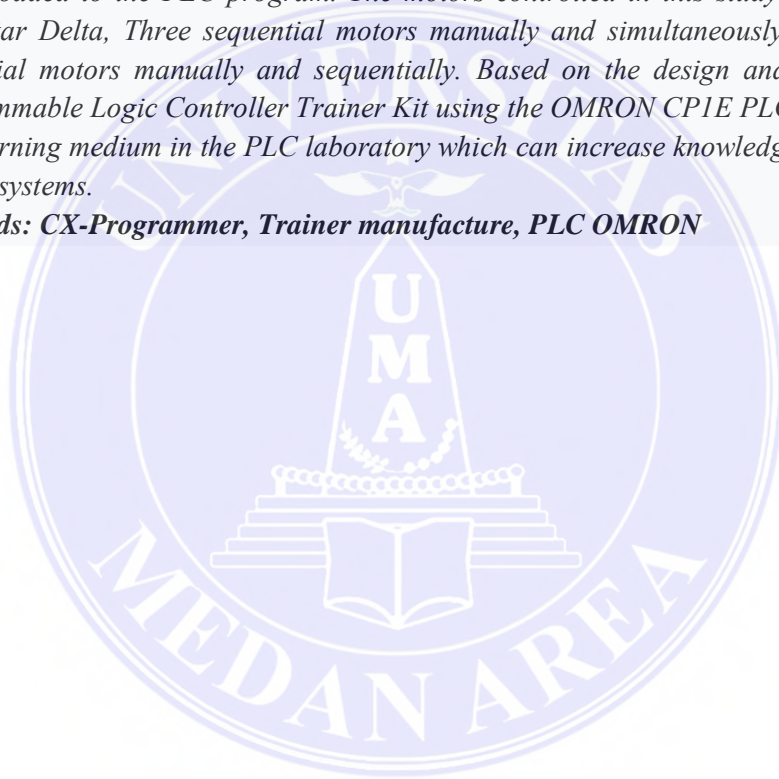 oaded to the PLC program. The motors controlled in this study
tar Delta, Three sequential motors manually and simultaneously
ial motors manually and sequentially. Based on the design and
mmable Logic Controller Trainer Kit using the OMRON CP1E PLC
rning medium in the PLC laboratory which can increase knowledg
systems.
ds: CX-Programmer, Trainer manufacture, PLC OMRON
UNIVERSITAS
U
M
A
MEDAN AREA